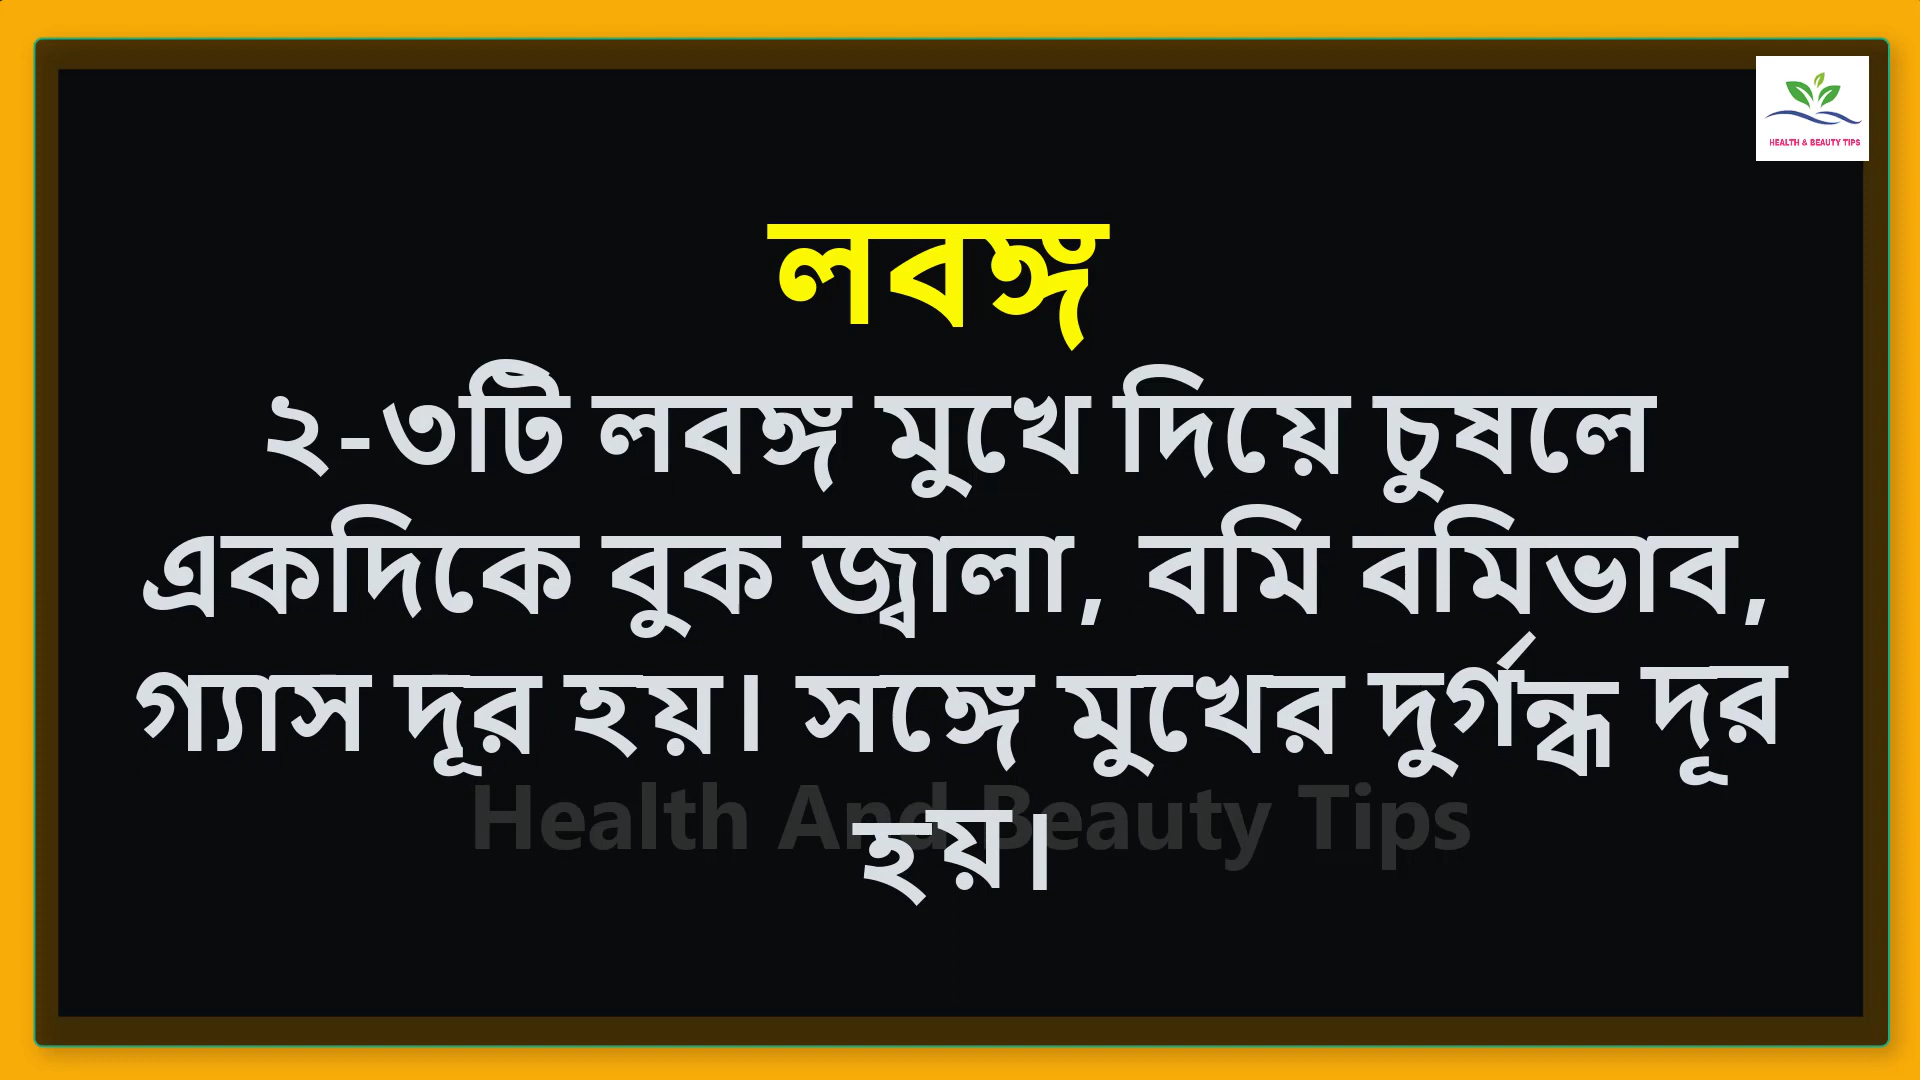 HEALTH & BEAUTY TIPS
লবঙ্গ
২-৩টি লবঙ্গ মুখে দিয়ে চুষলে
একদিকে বুক জ্বালা, বমি বমিভাব,
গ্যাস দূর হয়। সঙ্গে মুখের দুর্গন্ধ দূর
হয়।
Health And Beauty Tips